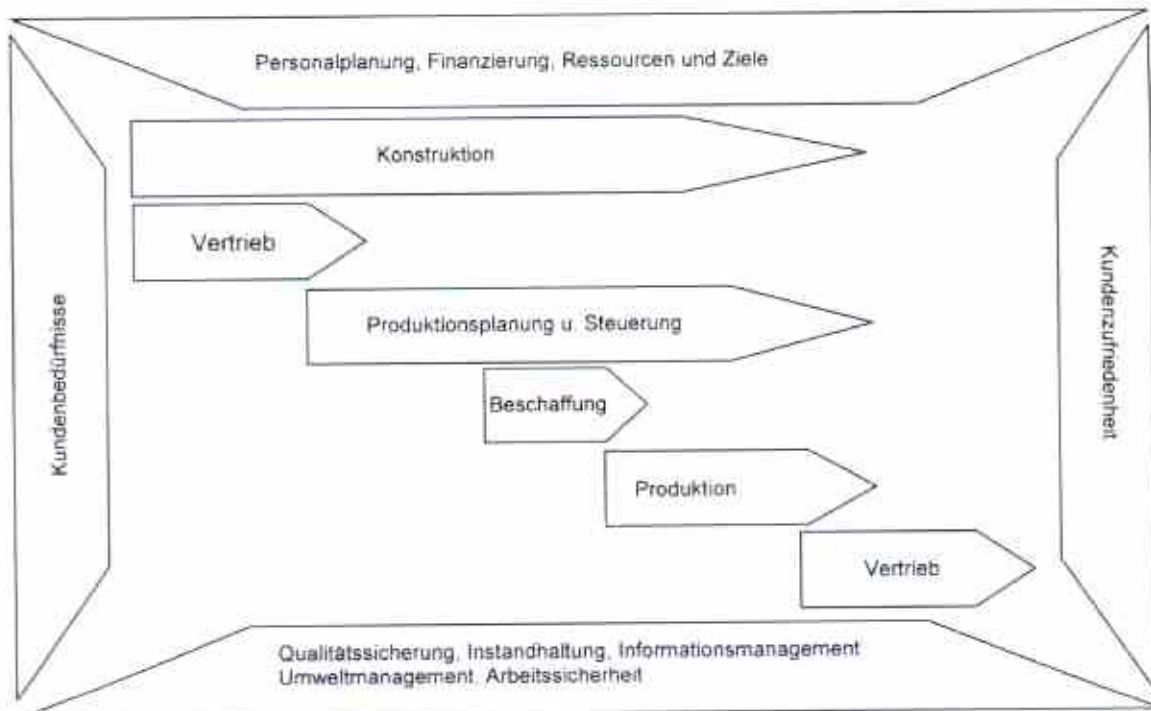 Personalplanung, Finanzierung, Ressourcen und Ziele
Konstruktion
Vertrieb
Kundenbedürfnisse
Produktionsplanung u. Steuerung
Kundenzufriedenheit
Beschaffung
Produktion
Vertrieb
Qualitätssicherung, Instandhaltung, Informationsmanagement
Umweltmanagement, Arbeitssicherheit